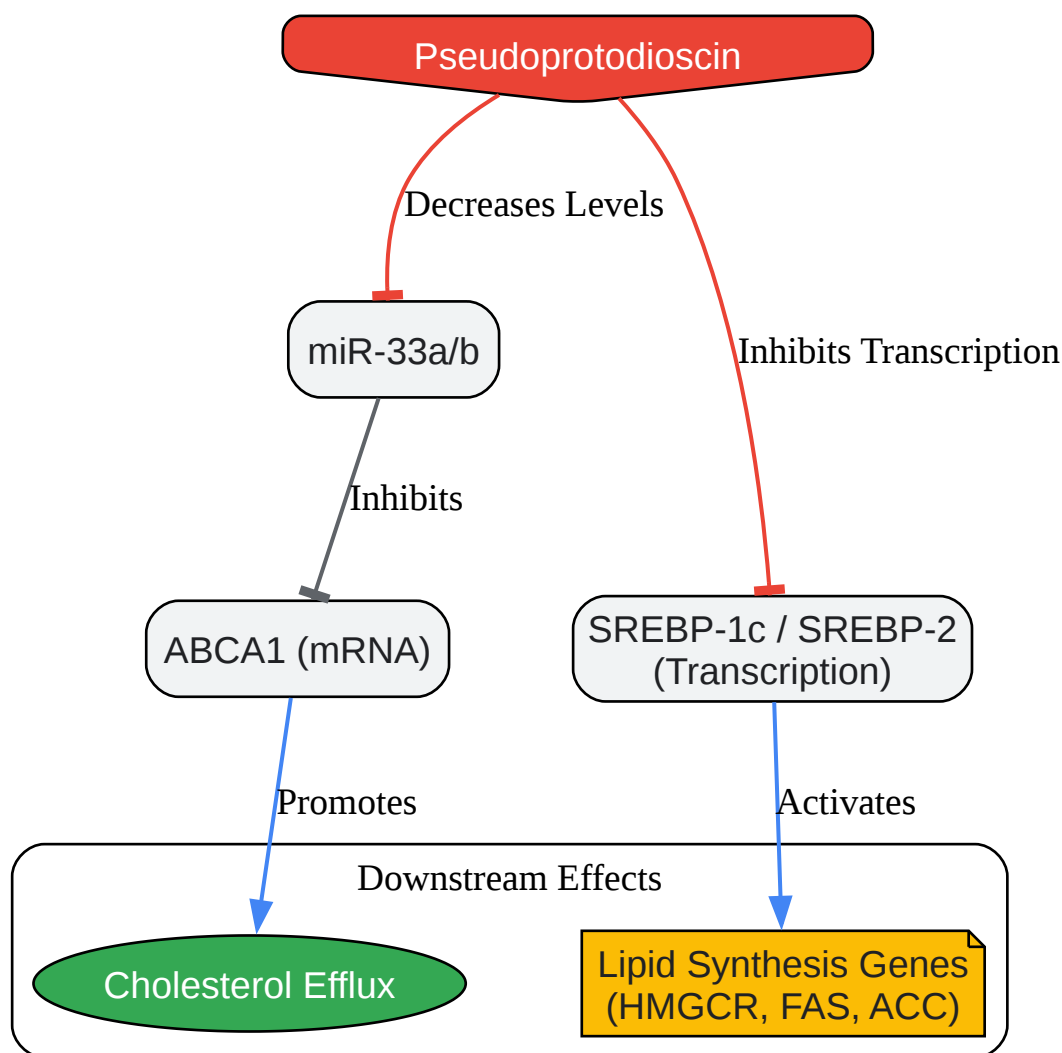 Pseudoprotodioscin
Decreases Levels
miR-33a/b
Inhibits Transcription
Inhibits
ABCA1 (mRNA)
SREBP-1c / SREBP-2
(Transcription)
Promotes
Activates
Downstream Effects
Cholesterol Efflux
Lipid Synthesis Genes
(HMGCR, FAS, ACC)